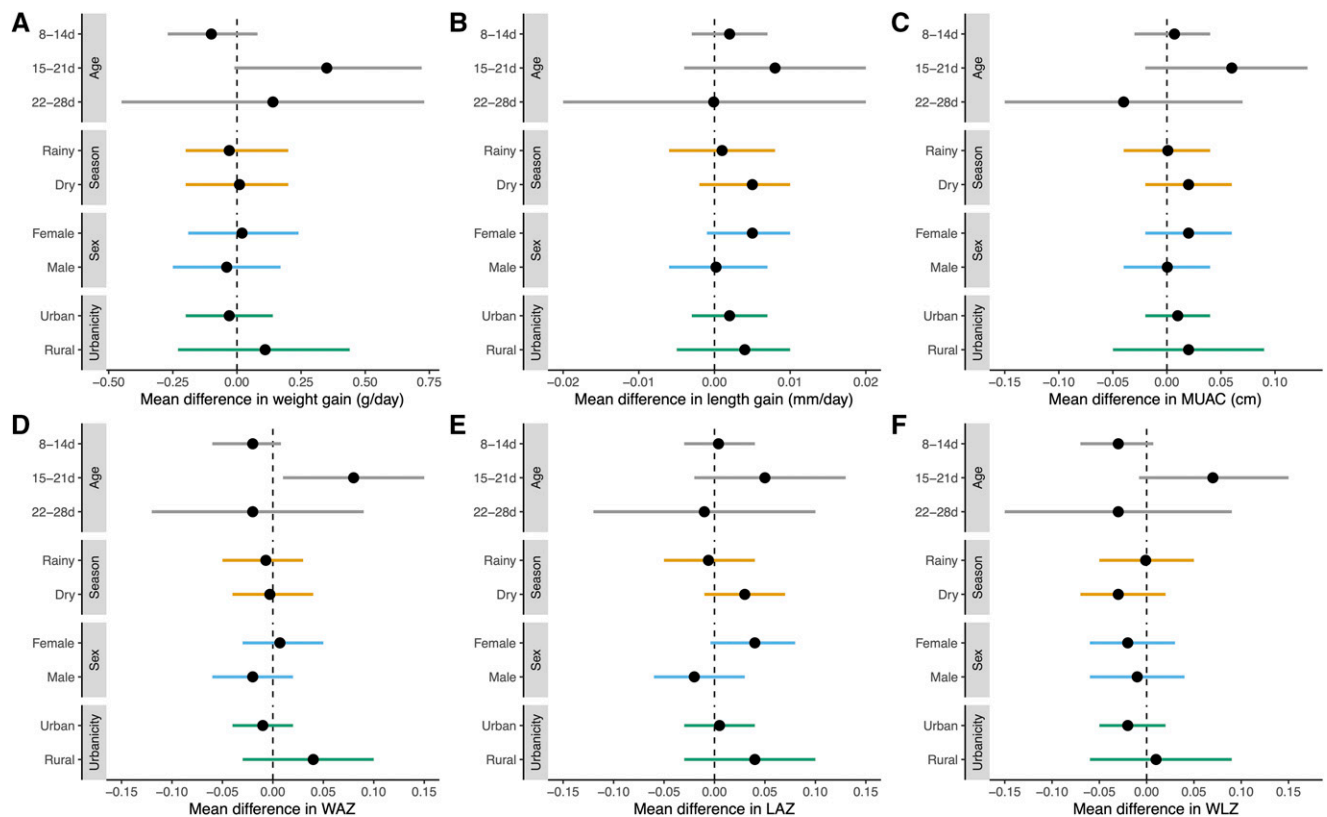 A
8−14d
15−21d
22−28d
Age
Rainy
Dry
Season
Female
Male
Sex
Urban
Rural
Urbanicity
−0.50 −0.25 0.00 0.25 0.50 0.75
Mean difference in weight gain (g/day)
B
8−14d
15−21d
22−28d
Age
Rainy
Dry
Season
Female
Male
Sex
Urban
Rural
Urbanicity
−0.02 −0.01 0.00 0.01 0.02
Mean difference in length gain (mm/day)
C
8−14d
15−21d
22−28d
Age
Rainy
Dry
Season
Female
Male
Sex
Urban
Rural
Urbanicity
−0.15 −0.10 −0.05 0.00 0.05 0.10
Mean difference in MUAC (cm)
D
8−14d
15−21d
22−28d
Age
Rainy
Dry
Season
Female
Male
Sex
Urban
Rural
Urbanicity
−0.15 −0.10 −0.05 0.00 0.05 0.10 0.15
Mean difference in WAZ
E
8−14d
15−21d
22−28d
Age
Rainy
Dry
Season
Female
Male
Sex
Urban
Rural
Urbanicity
−0.15 −0.10 −0.05 0.00 0.05 0.10 0.15
Mean difference in LAZ
F
8−14d
15−21d
22−28d
Age
Rainy
Dry
Season
Female
Male
Sex
Urban
Rural
Urbanicity
−0.15 −0.10 −0.05 0.00 0.05 0.10 0.15
Mean difference in WLZ